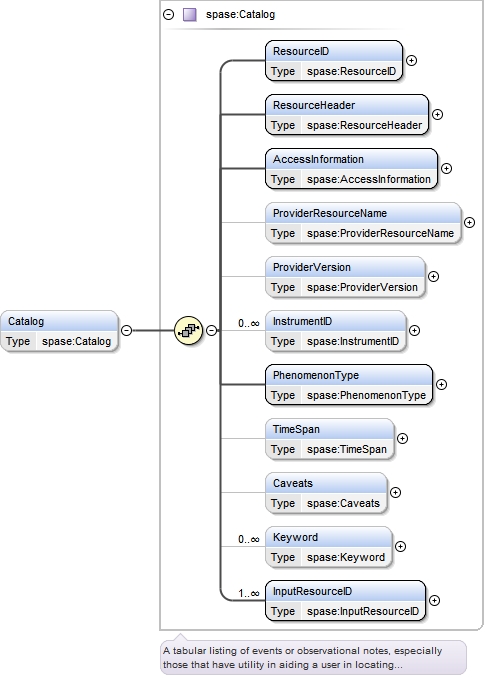 spase:Catalog
ResourceID
Type spase:ResourceID
ResourceHeader
Type spase:ResourceHeader
AccessInformation
Type spase:AccessInformation
ProviderResourceName
Type spase:ProviderResourceName
ProviderVersion
Type spase:ProviderVersion
Catalog
Type spase:Catalog
0..∞ InstrumentID
Type spase:InstrumentID
PhenomenonType
Type spase:PhenomenonType
TimeSpan
Type spase:TimeSpan
Caveats
Type spase:Caveats
0..∞ Keyword
Type spase:Keyword
1..∞ InputResourceID
Type spase:InputResourceID
A tabular listing of events or observational notes, especially
those that have utility in aiding a user in locating...